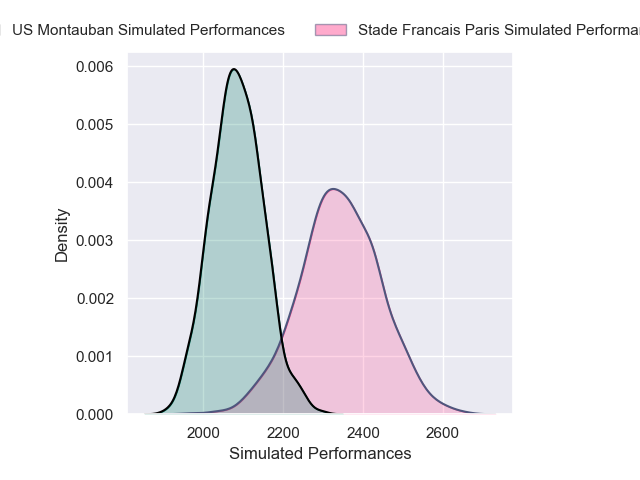 US Montauban Simulated Performances
Stade Francais Paris Simulated
0.006
0.005
0.004
0.003
0.002
0.001
0.000
Density
2000 2200 2400 2600
Simulated Performances